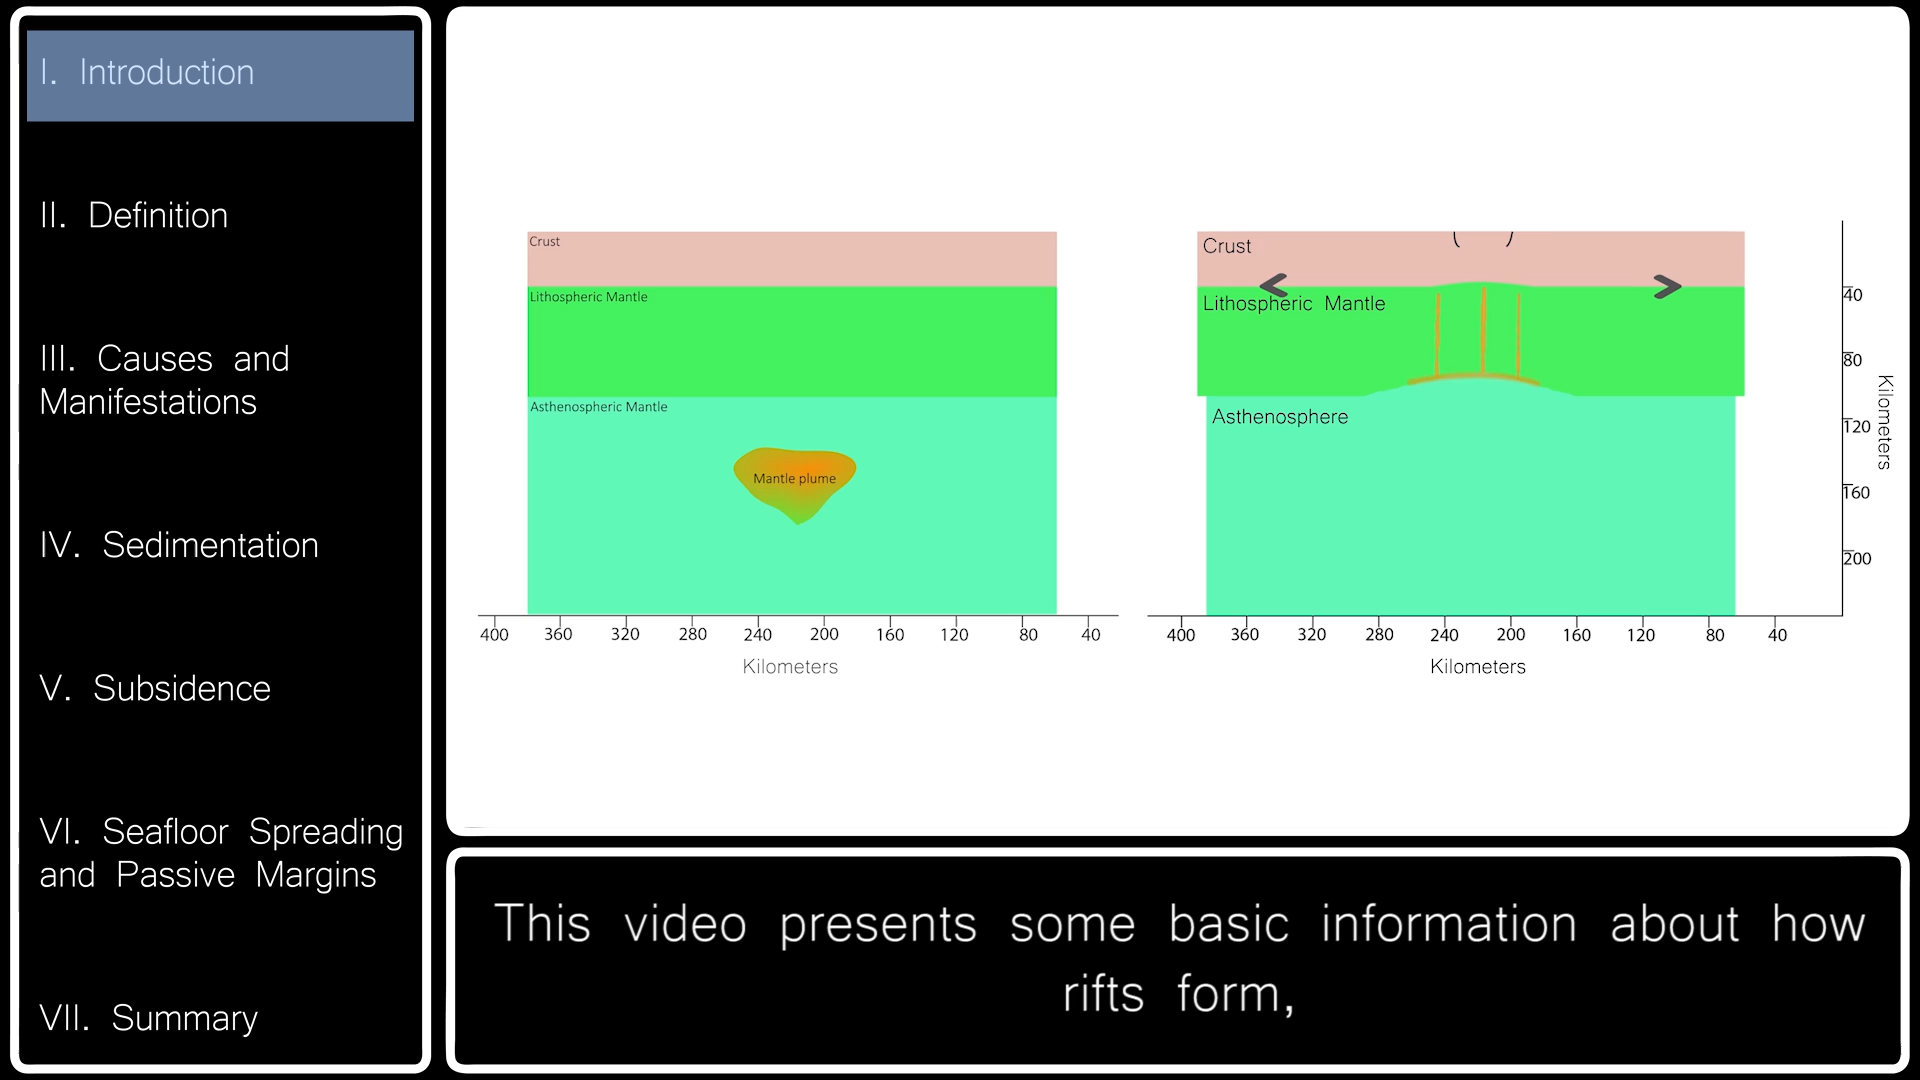 I. Introduction
II. Definition
III. Causes and
Manifestations
IV. Sedimentation
V. Subsidence
VI. Seafloor Spreading
and Passive Margins
VII. Summary
Crust
Lithospheric Mantle
Asthenospheric Mantle
Mantle plume
400 360 320 280 240 200 160 120 80 40
Kilometers
Crust
Lithospheric Mantle
Asthenosphere
40
80
120
160
200
Kilometers
400 360 320 280 240 200 160 120 80 40
Kilometers
This video presents some basic information about how
rifts form,